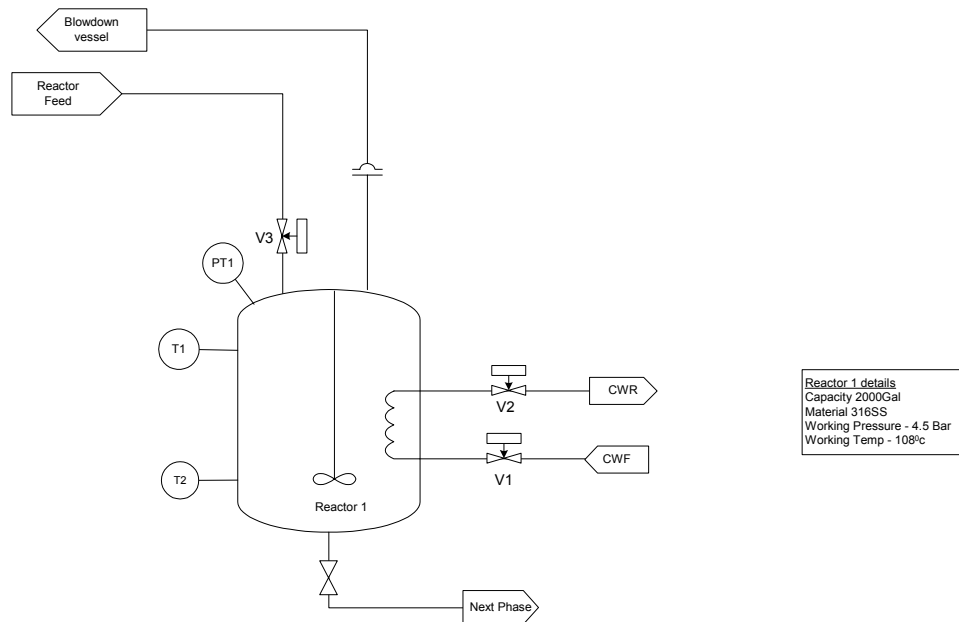 Blowdown
vessel
Reactor
Feed
V3
PT1
T1
V2
CWR
Reactor 1 details
Capacity 2000Gal
Material 316SS
Working Pressure - 4.5 Bar
Working Temp - 108⁰c
CWF
V1
T2
Reactor 1
Next Phase